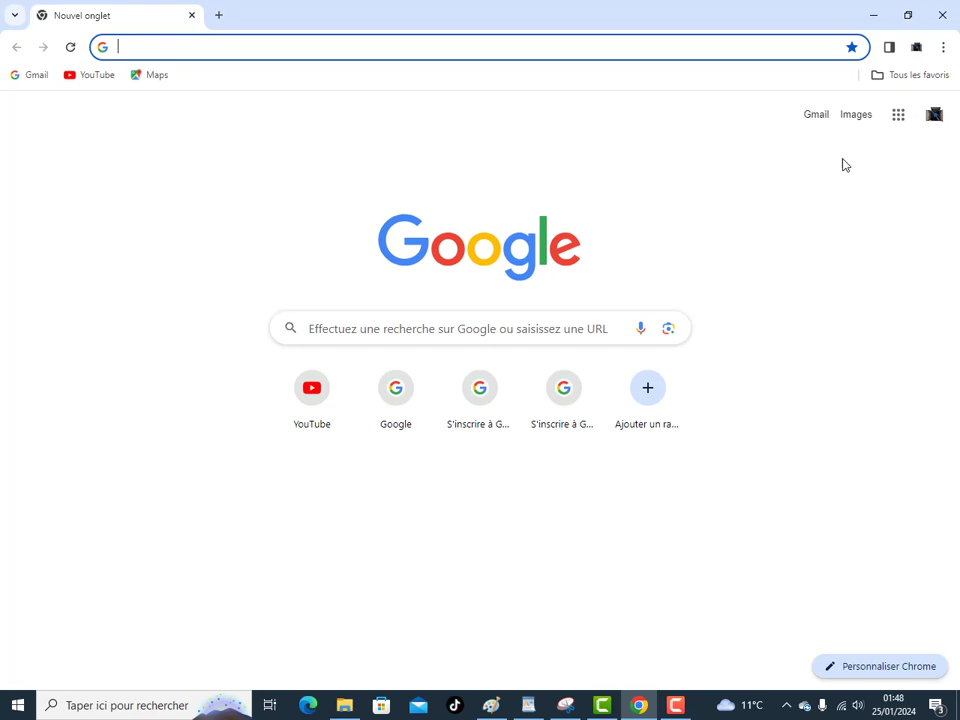 Nouvel onglet
Gmail YouTube Maps Tous les favoris
Gmail Images
Google
Effectuez une recherche sur Google ou saisissez une URL
YouTube Google S'inscrire à G... S'inscrire à G... Ajouter un ra...
Personnaliser Chrome
Taper ici pour rechercher 11°C 01:48
25/01/2024 3